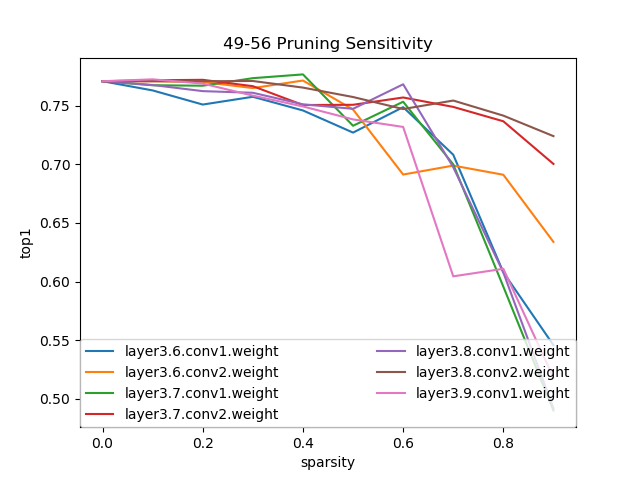 49-56 Pruning Sensitivity
top1
0.75
0.70
0.65
0.60
0.55
0.50
layer3.6.conv1.weight
layer3.6.conv2.weight
layer3.7.conv1.weight
layer3.7.conv2.weight
layer3.8.conv1.weight
layer3.8.conv2.weight
layer3.9.conv1.weight
0.0 0.2 0.4 0.6 0.8
sparsity